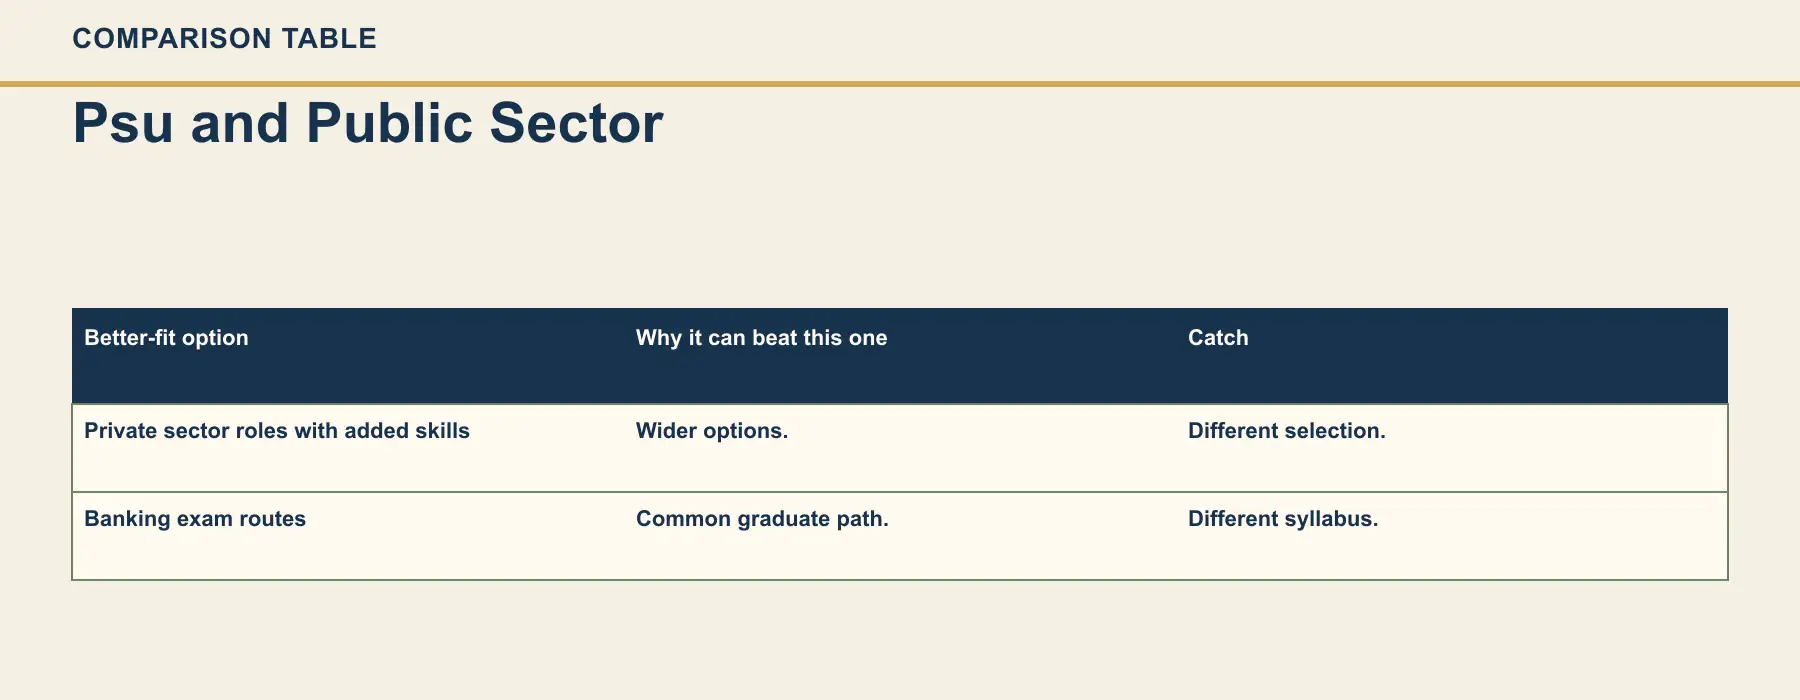 COMPARISON TABLE
Psu and Public Sector
Better-fit option Why it can beat this one Catch
Private sector roles with added skills Wider options. Different selection.
Banking exam routes Common graduate path. Different syllabus.